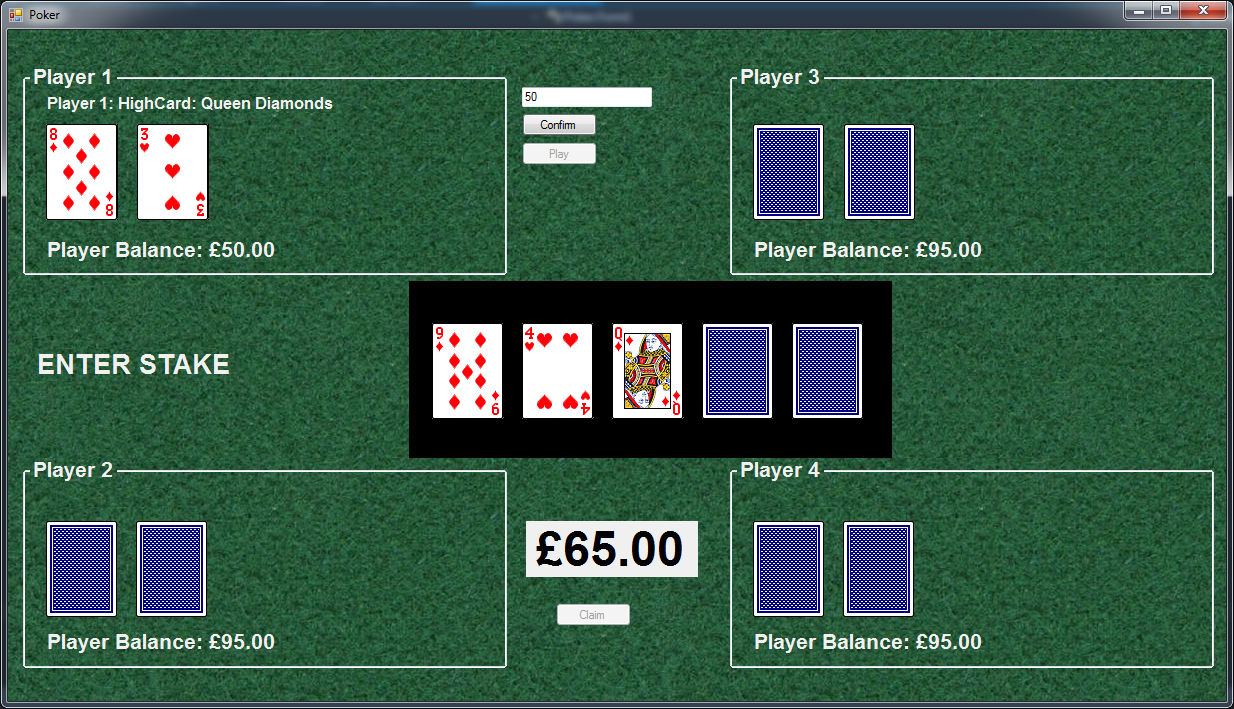 Poker
Player 1
Player 1: HighCard: Queen Diamonds
8
8
3
3
Player Balance: £50.00
50
Confirm
Play
Player 3
Player Balance: £95.00
ENTER STAKE
9
9
4
4
Q
Q
Player 2
Player Balance: £95.00
£65.00
Claim
Player 4
Player Balance: £95.00